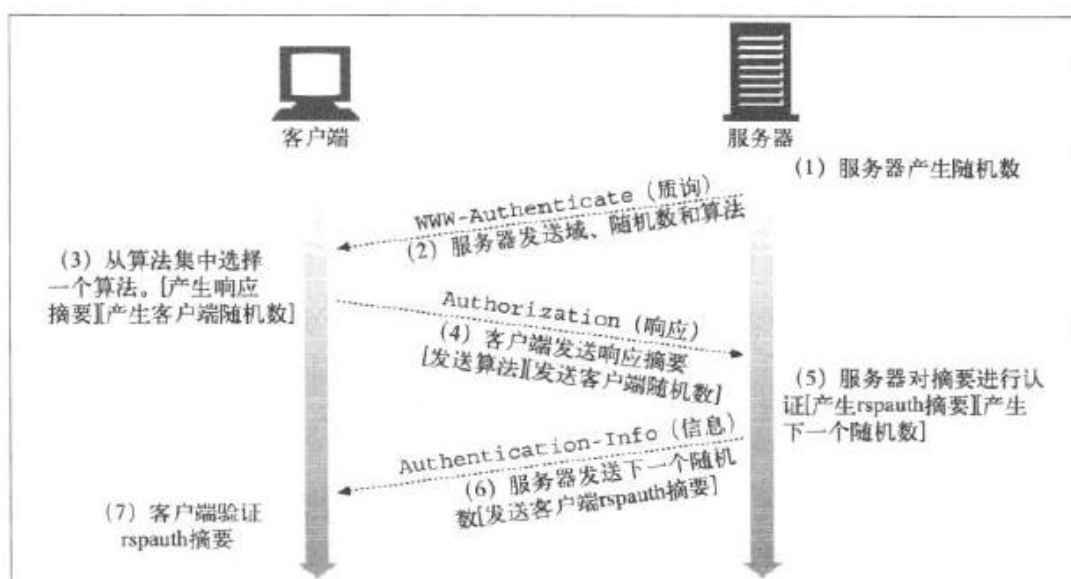 客户端
服务器
(1) 服务器产生随机数
WWW-Authenticate (质询)
(2) 服务器发送域、随机数和算法
(3) 从算法集中选择
一个算法。[产生响应
摘要][产生客户端随机数]
Authorization (响应)
(4) 客户端发送响应摘要
[发送算法][发送客户端随机数]
(5) 服务器对摘要进行认
证[产生rspauth摘要][产生
下一个随机数]
Authentication-Info (信息)
(6) 服务器发送下一个随机
数[发送客户端rspauth摘要]
(7) 客户端验证
rspauth摘要